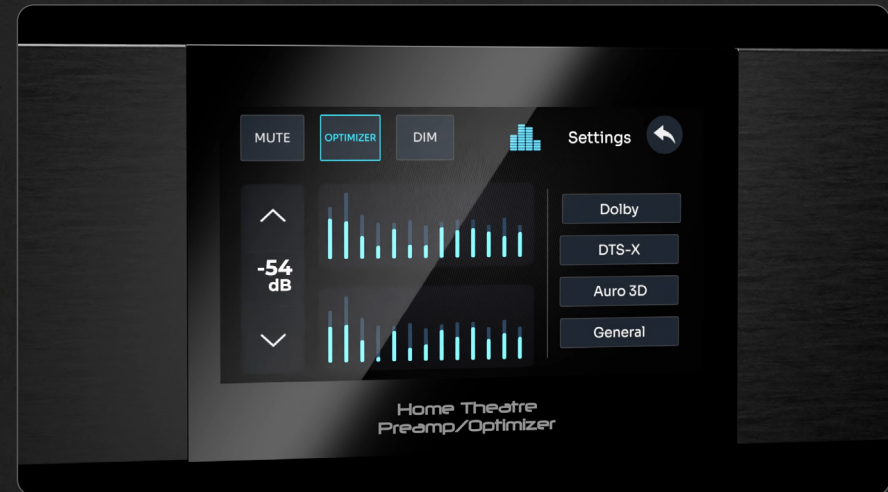 MUTE
OPTIMIZER
DIM
Settings
-54
dB
Dolby
DTS-X
Auro 3D
General
Home Theatre
Preamp/Optimizer